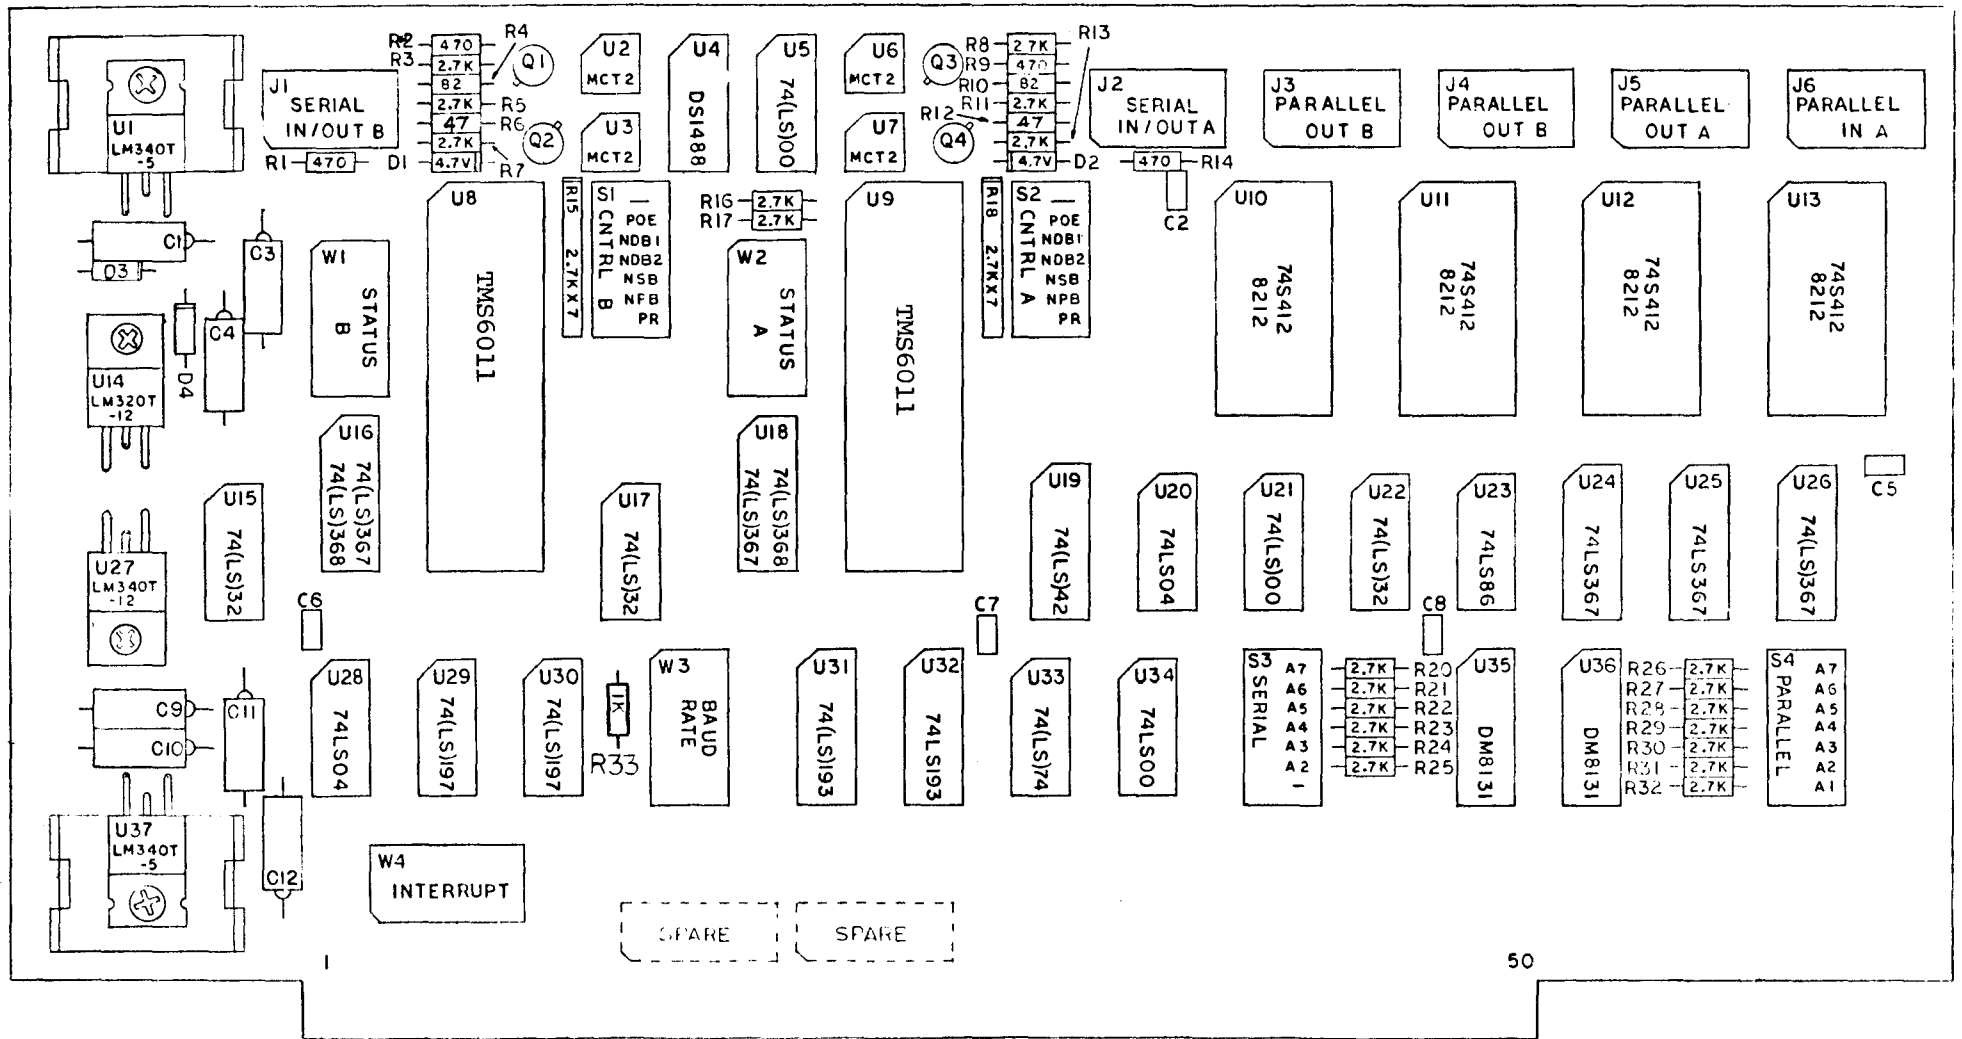 U1
LM340T
-5
J1
SERIAL
IN/OUT B
R1
470
D1
R2
470
R4
R3
2.7K
82
2.7K
R5
47
R6
2.7K
4.7V
R7
Q1
Q2
U2
MCT2
U3
MCT2
U4
DS1488
U5
74(LS)00
U6
MCT2
U7
MCT2
Q3
Q4
R8
2.7K
R13
R9
470
R10
82
R11
2.7K
R12
47
2.7K
4.7V
D2
J2
SERIAL
IN/OUT A
470
R14
C2
J3
PARALLEL
OUT B
J4
PARALLEL
OUT B
J5
PARALLEL
OUT A
J6
PARALLEL
IN A
C1
D3
C3
C4
D4
W1
STATUS
B
U8
TMS6011
R15 2.7KX7
S1
CNTRL B
—
POE
NDB1
NDB2
NSB
NPB
PR
R16
2.7K
R17
2.7K
W2
STATUS
A
U9
TMS6011
R18 2.7KX7
S2
CNTRL A
—
POE
NDB1
NDB2
NSB
NPB
PR
U10
74S412
8212
U11
74S412
8212
U12
74S412
8212
U13
74S412
8212
U14
LM320T
-12
U15
74(LS)32
U16
74(LS)367
74(LS)368
U17
74(LS)32
U18
74(LS)368
74(LS)367
U19
74(LS)42
U20
74LS04
U21
74(LS)00
U22
74(LS)32
U23
74LS86
U24
74LS367
U25
74LS367
U26
74(LS)367
C5
U27
LM340T
-12
C6
C7
C8
C9
C10
C11
C12
U28
74LS04
U29
74(LS)197
U30
74(LS)197
1K
R33
W3
BAUD
RATE
U31
74(LS)193
U32
74LS193
U33
74(LS)74
U34
74LS00
S3
SERIAL
A7
A6
A5
A4
A3
A2
-
2.7K
R20
2.7K
R21
2.7K
R22
2.7K
R23
2.7K
R24
2.7K
R25
U35
DM8131
U36
DM8131
R26
2.7K
R27
2.7K
R28
2.7K
R29
2.7K
R30
2.7K
R31
2.7K
R32
2.7K
S4
PARALLEL
A7
A6
A5
A4
A3
A2
A1
U37
LM340T
-5
W4
INTERRUPT
SPARE
SPARE
1
50